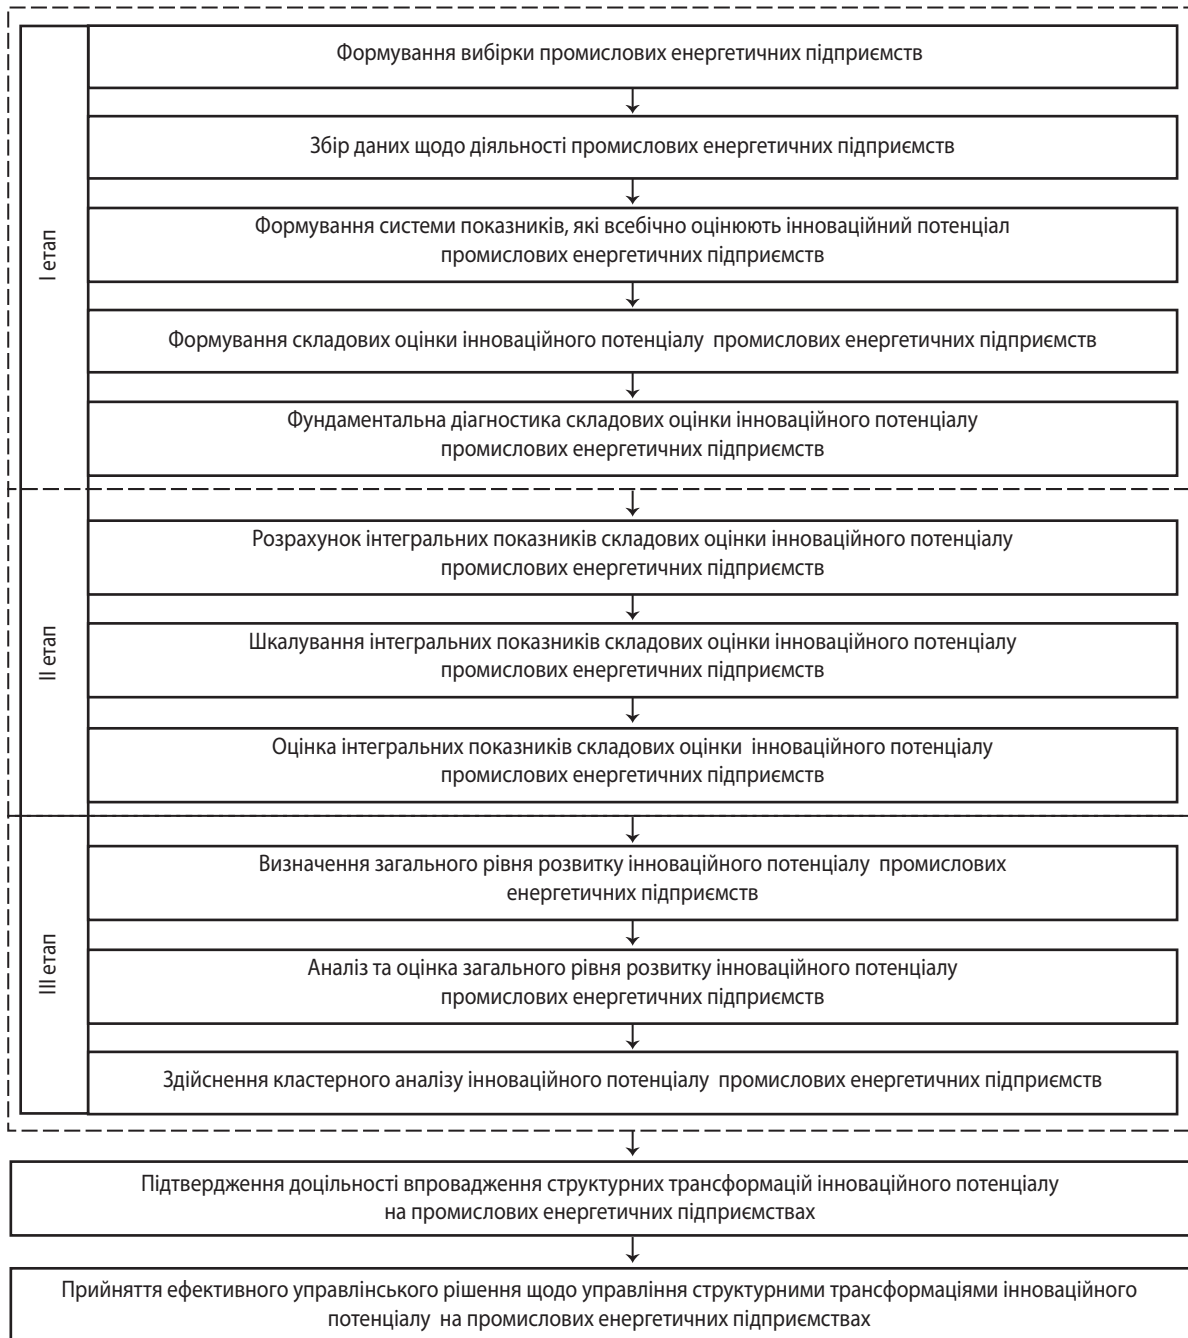 I етап
Формування вибірки промислових енергетичних підприємств
Збір даних щодо діяльності промислових енергетичних підприємств
Формування системи показників, які всебічно оцінюють інноваційний потенціал
промислових енергетичних підприємств
Формування складових оцінки інноваційного потенціалу промислових енергетичних підприємств
Фундаментальна діагностика складових оцінки інноваційного потенціалу
промислових енергетичних підприємств
II етап
Розрахунок інтегральних показників складових оцінки інноваційного потенціалу
промислових енергетичних підприємств
Шкалування інтегральних показників складових оцінки інноваційного потенціалу
промислових енергетичних підприємств
Оцінка інтегральних показників складових оцінки інноваційного потенціалу
промислових енергетичних підприємств
III етап
Визначення загального рівня розвитку інноваційного потенціалу промислових
енергетичних підприємств
Аналіз та оцінка загального рівня розвитку інноваційного потенціалу
промислових енергетичних підприємств
Здійснення кластерного аналізу інноваційного потенціалу промислових енергетичних підприємств
Підтвердження доцільності впровадження структурних трансформацій інноваційного потенціалу
на промислових енергетичних підприємствах
Прийняття ефективного управлінського рішення щодо управління структурними трансформаціями інноваційного
потенціалу на промислових енергетичних підприємствах